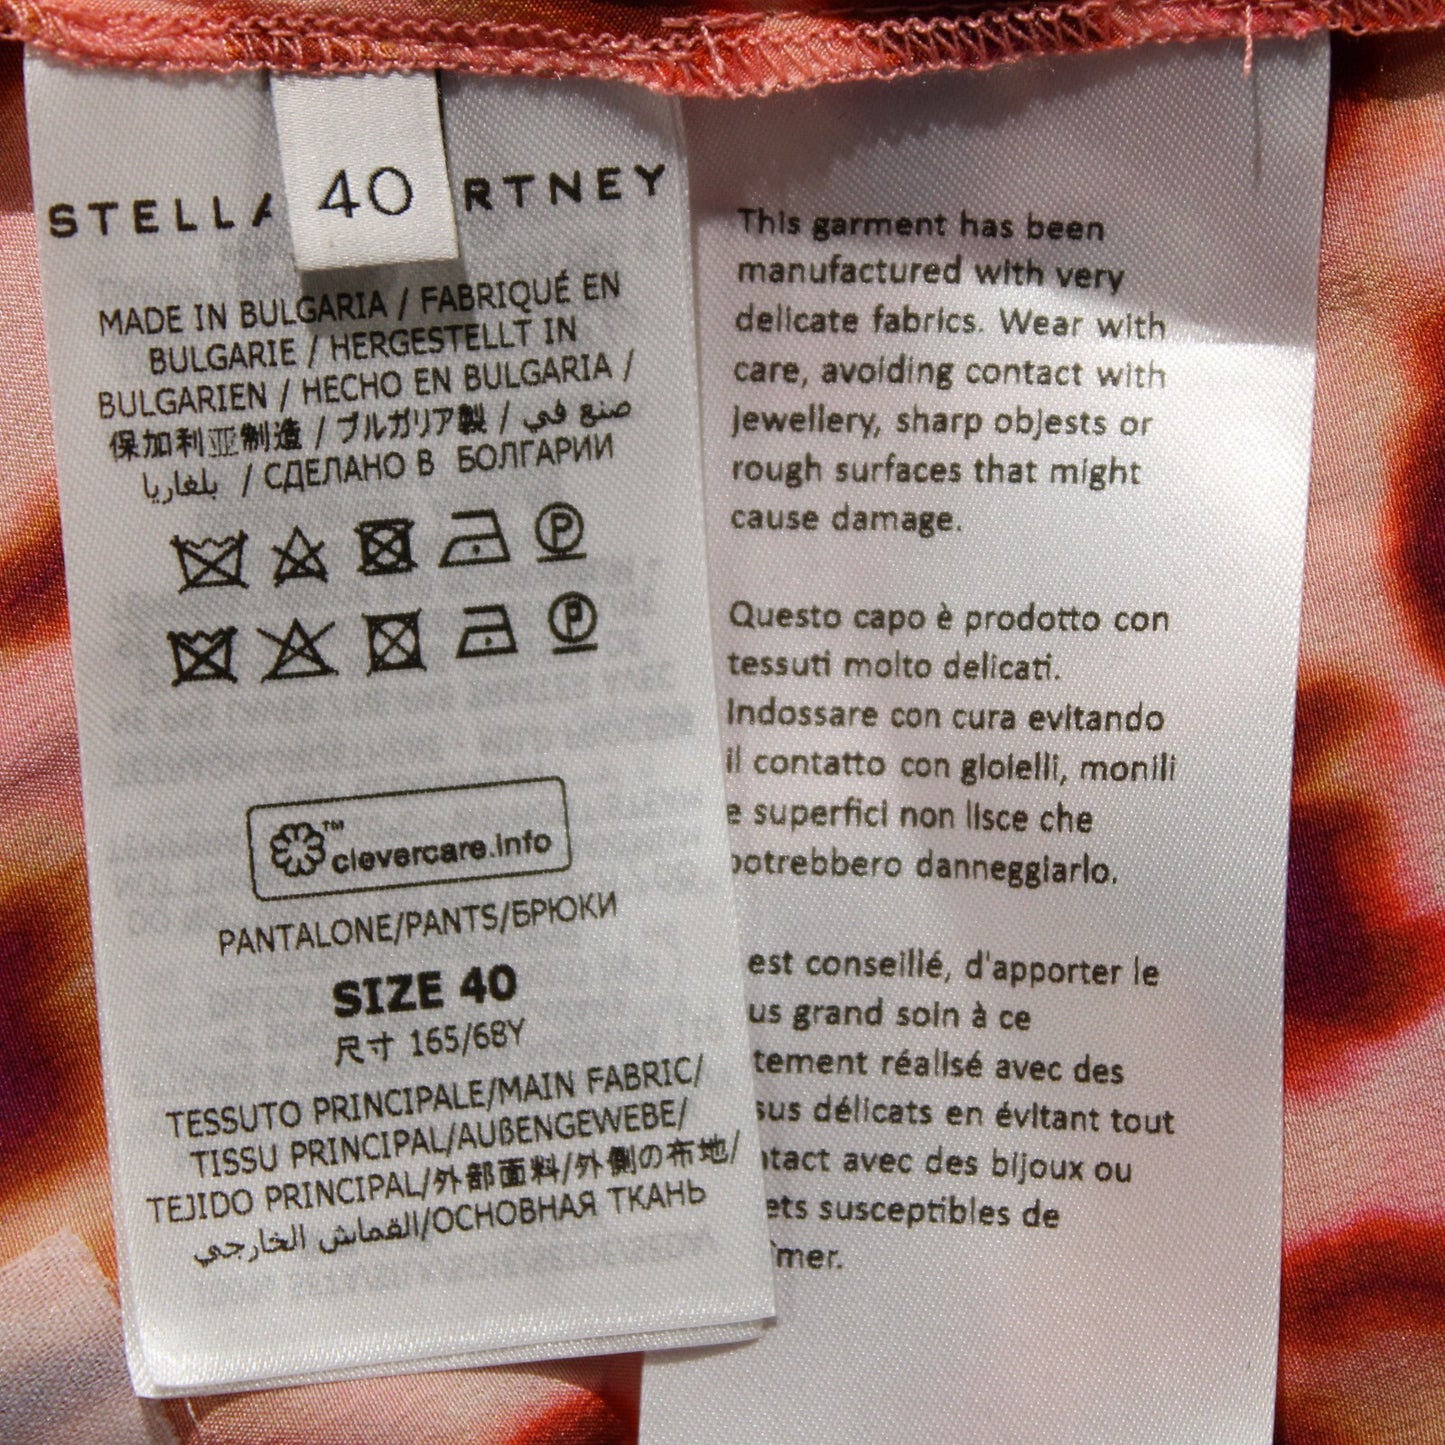 40
STELLA RTNEY
MADE IN BULGARIA / FABRIQUÉ EN
BULGARIE / HERGESTELLT IN
BULGARIEN / HECHO EN BULGARIA /
保加利亚制造 / ブルガリア製 / صنع في
بلغاريا / СДЕЛАНО В БОЛГАРИИ
™ clevercare.info
PANTALONE/PANTS/БРЮКИ
SIZE 40
尺寸 165/68Y
TESSUTO PRINCIPALE/MAIN FABRIC/
TISSU PRINCIPAL/AUßENGEWEBE/
TEJIDO PRINCIPAL/外部面料/外側の布地/
القماش الخارجي/ОСНОВНАЯ ТКАНЬ
This garment has been
manufactured with very
delicate fabrics. Wear with
care, avoiding contact with
jewellery, sharp objests or
rough surfaces that might
cause damage.
Questo capo è prodotto con
tessuti molto delicati.
Indossare con cura evitando
il contatto con gioielli, monili
e superfici non lisce che
potrebbero danneggiarlo.
est conseillé, d'apporter le
us grand soin à ce
tement réalisé avec des
sus délicats en évitant tout
ntact avec des bijoux ou
ets susceptibles de
îmer.